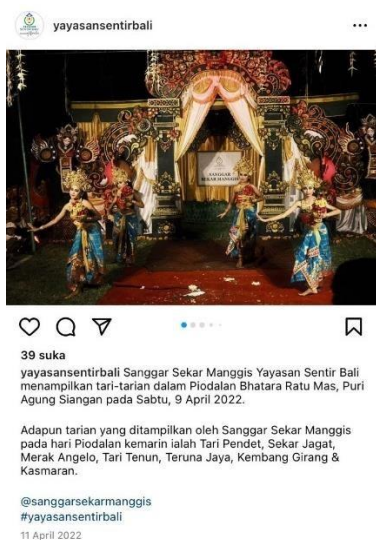 yayasansentirbali
SANGGAR
SEKAR MANGGIS
39 suka
yayasansentirbali Sanggar Sekar Manggis Yayasan Sentir Bali
menampilkan tari-tarian dalam Piodalan Bhatara Ratu Mas, Puri
Agung Siangan pada Sabtu, 9 April 2022.
Adapun tarian yang ditampilkan oleh Sanggar Sekar Manggis
pada hari Piodalan kemarin ialah Tari Pendet, Sekar Jagat,
Merak Angelo, Tari Tenun, Teruna Jaya, Kembang Girang &
Kasmaran.
@sanggarsekarmanggis
#yayasansentirbali
11 April 2022